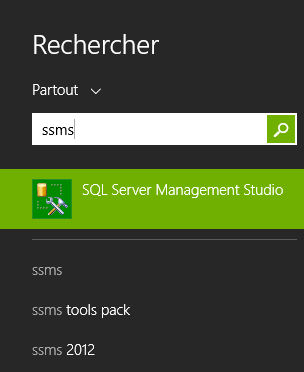 Rechercher
Partout
ssms
SQL Server Management Studio
ssms
ssms tools pack
ssms 2012